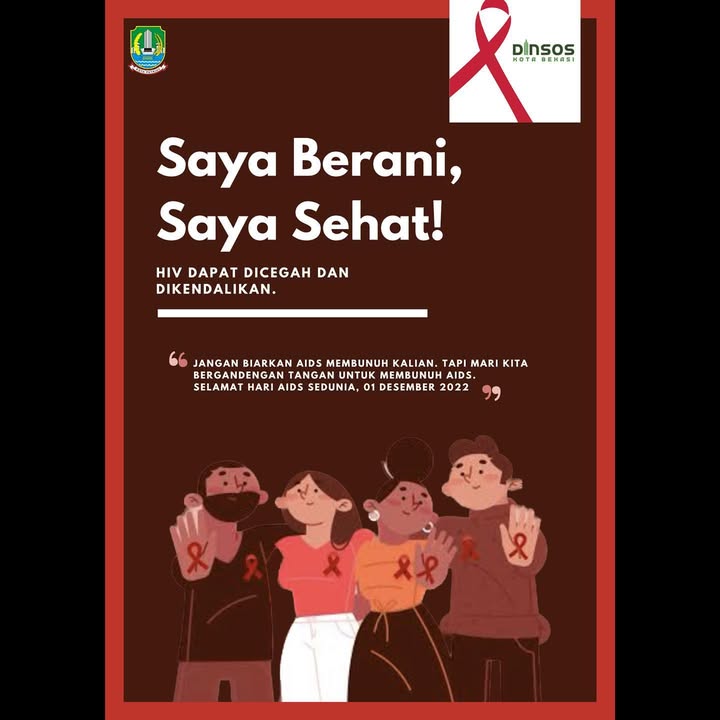 DINSOS
KOTA BEKASI
Saya Berani,
Saya Sehat!
HIV DAPAT DICEGAH DAN
DIKENDALIKAN.
“ JANGAN BIARKAN AIDS MEMBUNUH KALIAN. TAPI MARI KITA
BERGANDENGAN TANGAN UNTUK MEMBUNUH AIDS.
SELAMAT HARI AIDS SEDUNIA, 01 DESEMBER 2022 ”